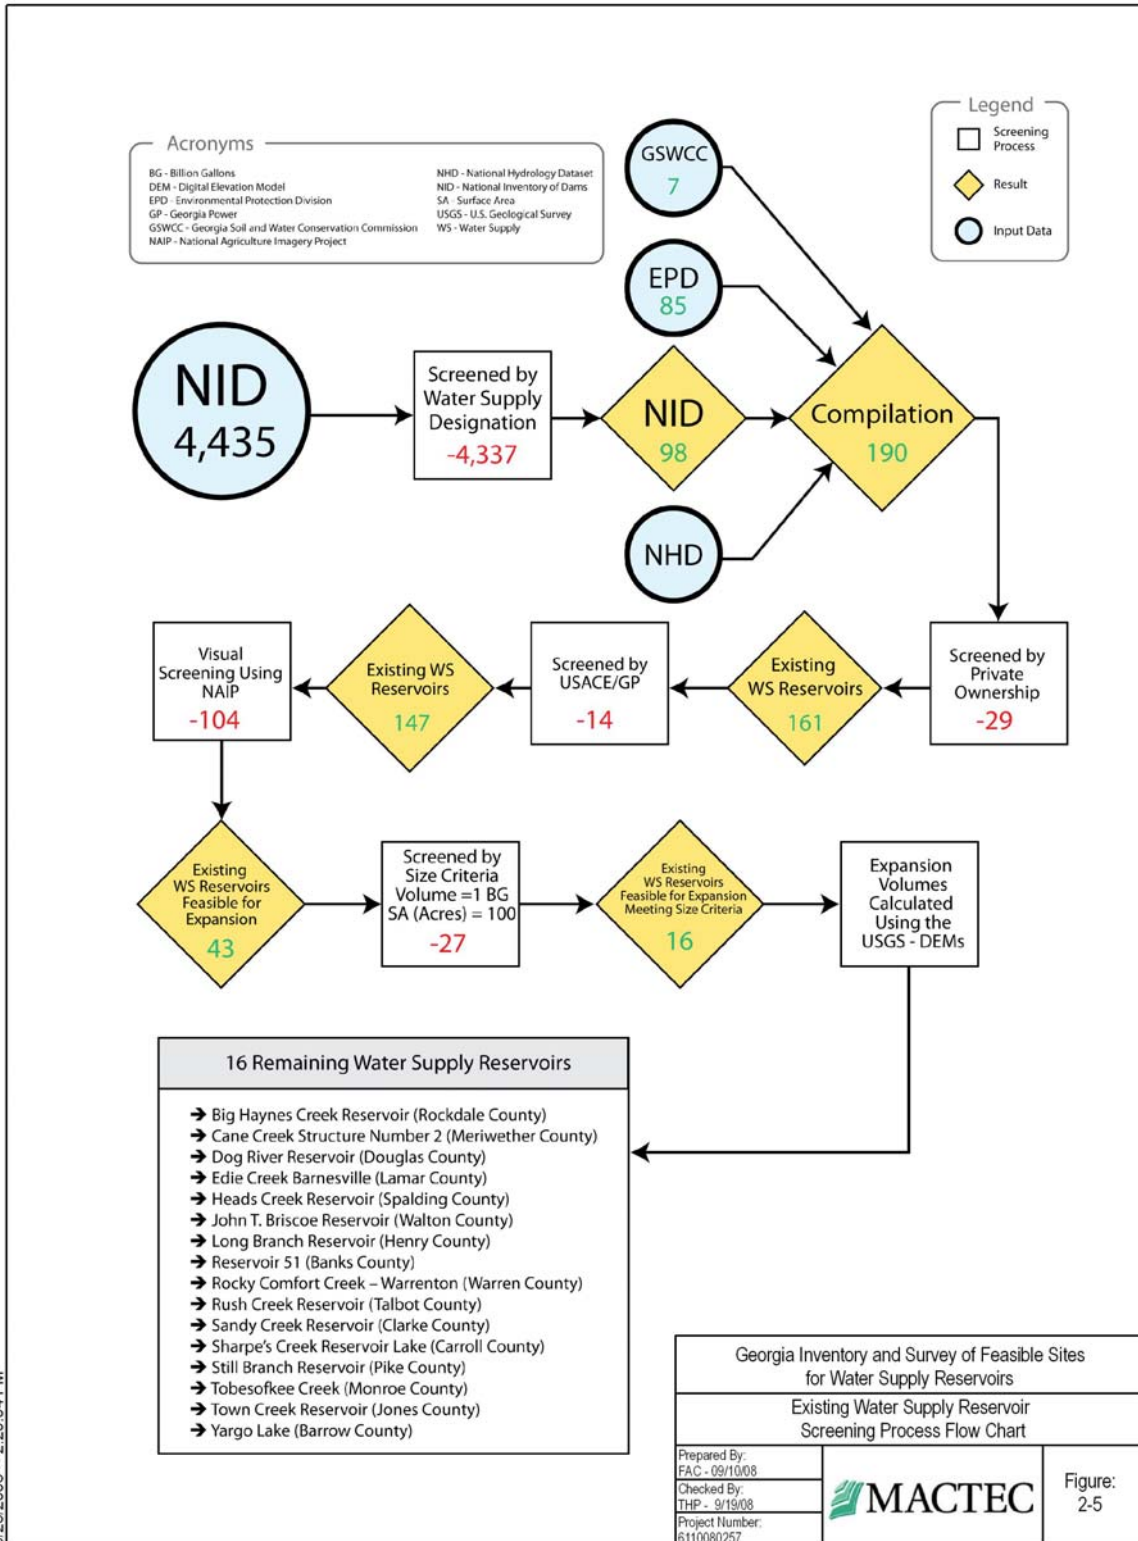 Acronyms
BG - Billion Gallons
DEM - Digital Elevation Model
EPD - Environmental Protection Division
GP - Georgia Power
GSWCC - Georgia Soil and Water Conservation Commission
NAIP - National Agriculture Imagery Project
NHD - National Hydrology Dataset
NID - National Inventory of Dams
SA - Surface Area
USGS - U.S. Geological Survey
WS - Water Supply
Legend
Screening
Process
Result
Input Data
GSWCC
7
EPD
85
NID
4,435
Screened by
Water Supply
Designation
-4,337
NID
98
Compilation
190
NHD
Screened by
Private
Ownership
-29
Existing
WS Reservoirs
161
Screened by
USACE/GP
-14
Existing WS
Reservoirs
147
Visual
Screening Using
NAIP
-104
Existing
WS Reservoirs
Feasible for
Expansion
43
Screened by
Size Criteria
Volume =1 BG
SA (Acres) = 100
-27
Existing
WS Reservoirs
Feasible for Expansion
Meeting Size Criteria
16
Expansion
Volumes
Calculated
Using the
USGS - DEMs
16 Remaining Water Supply Reservoirs
➔ Big Haynes Creek Reservoir (Rockdale County)
➔ Cane Creek Structure Number 2 (Meriwether County)
➔ Dog River Reservoir (Douglas County)
➔ Edie Creek Barnesville (Lamar County)
➔ Heads Creek Reservoir (Spalding County)
➔ John T. Briscoe Reservoir (Walton County)
➔ Long Branch Reservoir (Henry County)
➔ Reservoir 51 (Banks County)
➔ Rocky Comfort Creek – Warrenton (Warren County)
➔ Rush Creek Reservoir (Talbot County)
➔ Sandy Creek Reservoir (Clarke County)
➔ Sharpe's Creek Reservoir Lake (Carroll County)
➔ Still Branch Reservoir (Pike County)
➔ Tobesofkee Creek (Monroe County)
➔ Town Creek Reservoir (Jones County)
➔ Yargo Lake (Barrow County)
Georgia Inventory and Survey of Feasible Sites
for Water Supply Reservoirs
Existing Water Supply Reservoir
Screening Process Flow Chart
Prepared By:
FAC - 09/10/08
Checked By:
THP - 9/19/08
Project Number:
6110080257
MACTEC
Figure:
2-5